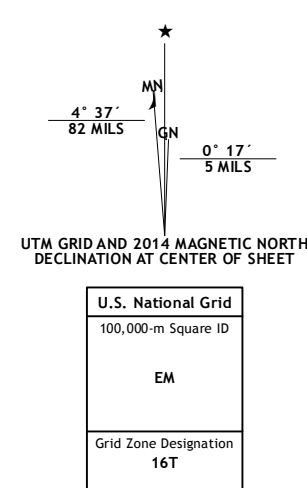 ★
MN
GN
4° 37´
82 MILS
0° 17´
5 MILS
UTM GRID AND 2014 MAGNETIC NORTH
DECLINATION AT CENTER OF SHEET
U.S. National Grid
100,000-m Square ID
EM
Grid Zone Designation
16T